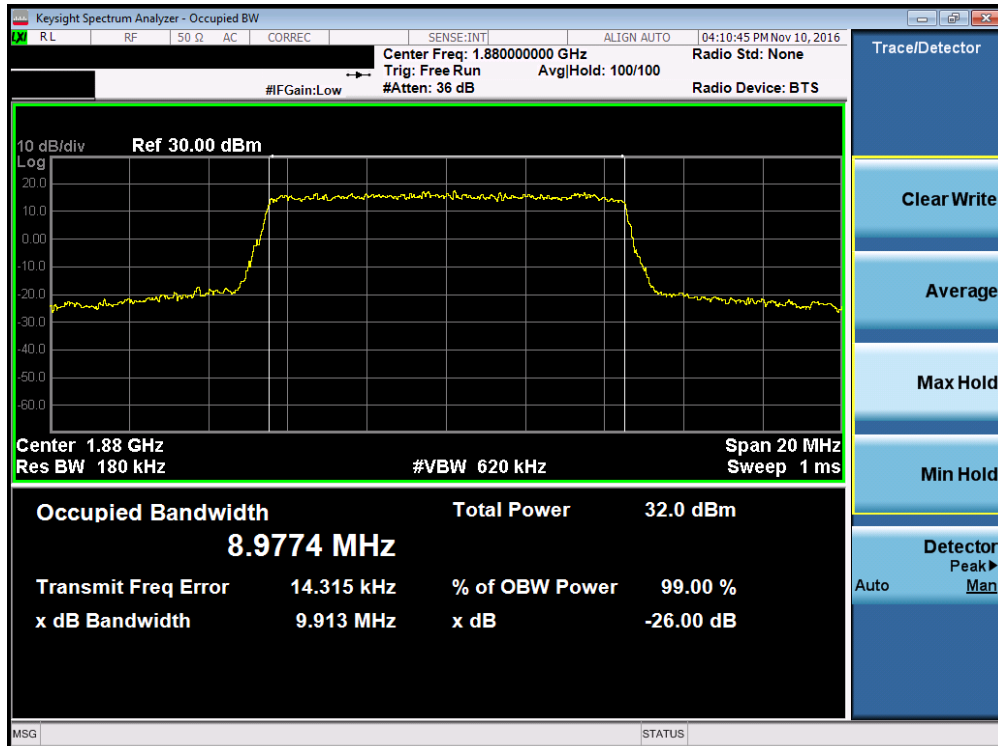 Keysight Spectrum Analyzer - Occupied BW
LXI RL RF 50 Ω AC CORREC SENSE:INT ALIGN AUTO 04:10:45 PM Nov 10, 2016
Center Freq: 1.880000000 GHz Radio Std: None
Trig: Free Run Avg|Hold: 100/100
#IFGain:Low #Atten: 36 dB Radio Device: BTS
10 dB/div Ref 30.00 dBm
Log
20.0
10.0
0.00
-10.0
-20.0
-30.0
-40.0
-50.0
-60.0
Center 1.88 GHz Span 20 MHz
Res BW 180 kHz #VBW 620 kHz Sweep 1 ms
Occupied Bandwidth Total Power 32.0 dBm
8.9774 MHz
Transmit Freq Error 14.315 kHz % of OBW Power 99.00 %
x dB Bandwidth 9.913 MHz x dB -26.00 dB
MSG STATUS
Trace/Detector
Clear Write
Average
Max Hold
Min Hold
Detector
Peak▶
Auto Man